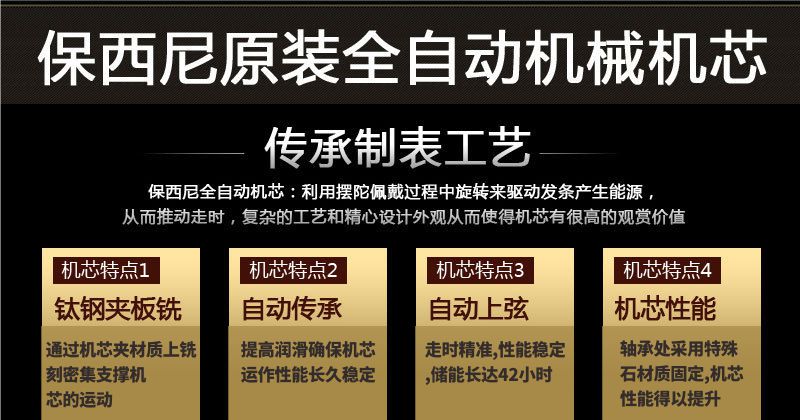 保西尼原装全自动机械机芯
传承制表工艺
保西尼全自动机芯：利用摆陀佩戴过程中旋转来驱动发条产生能源，
从而推动走时，复杂的工艺和精心设计外观从而使得机芯有很高的观赏价值
机芯特点1
钛钢夹板铣
通过机芯夹材质上铣
刻密集支撑机
芯的运动
机芯特点2
自动传承
提高润滑确保机芯
运作性能长久稳定
机芯特点3
自动上弦
走时精准,性能稳定
,储能长达42小时
机芯特点4
机芯性能
轴承处采用特殊
石材质固定,机芯
性能得以提升